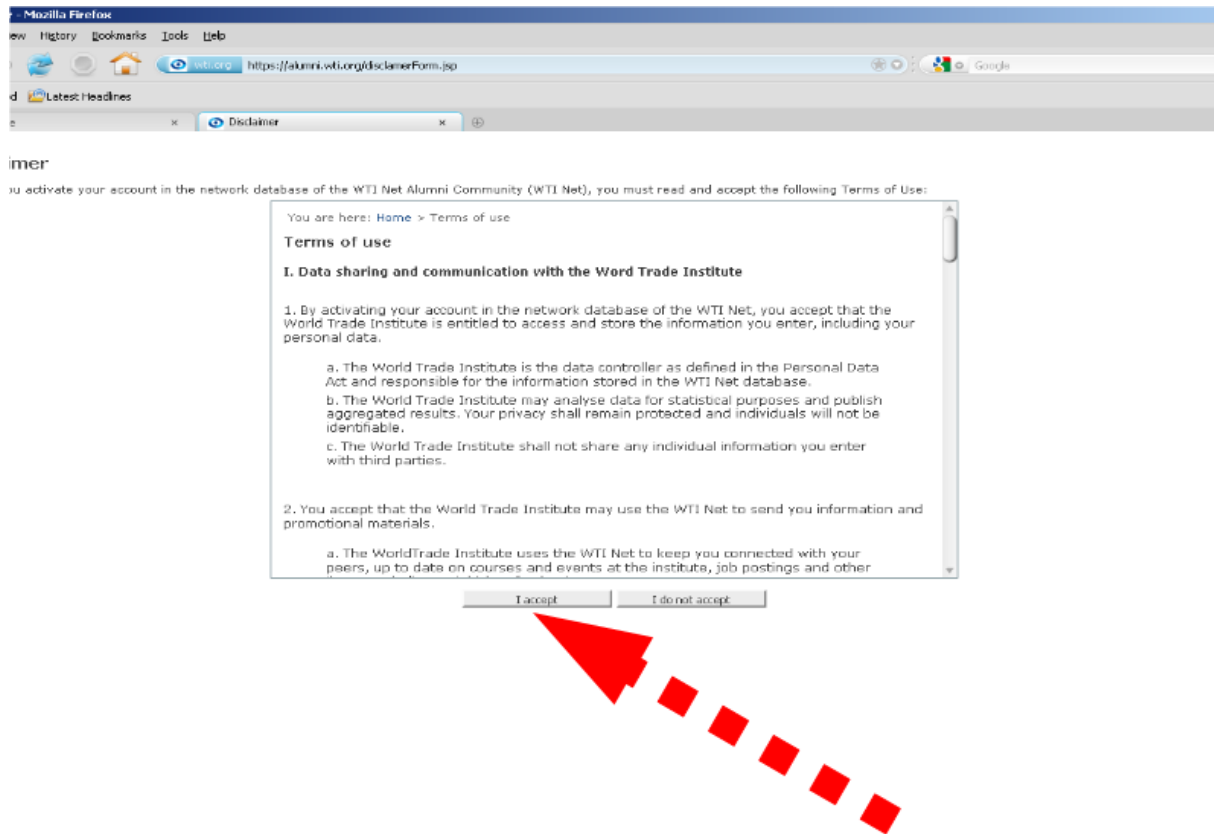 - Mozilla Firefox
ew History Bookmarks Tools Help
wti.org https://alumni.wti.org/disclamerForm.jsp Google
d Latest Headlines
e × Disclaimer ×
imer
ou activate your account in the network database of the WTI Net Alumni Community (WTI Net), you must read and accept the following Terms of Use:
You are here: Home > Terms of use
Terms of use
I. Data sharing and communication with the Word Trade Institute
1. By activating your account in the network database of the WTI Net, you accept that the
World Trade Institute is entitled to access and store the information you enter, including your
personal data.
a. The World Trade Institute is the data controller as defined in the Personal Data
Act and responsible for the information stored in the WTI Net database.
b. The World Trade Institute may analyse data for statistical purposes and publish
aggregated results. Your privacy shall remain protected and individuals will not be
identifiable.
c. The World Trade Institute shall not share any individual information you enter
with third parties.
2. You accept that the World Trade Institute may use the WTI Net to send you information and
promotional materials.
a. The WorldTrade Institute uses the WTI Net to keep you connected with your
peers, up to date on courses and events at the institute, job postings and other
I accept I do not accept